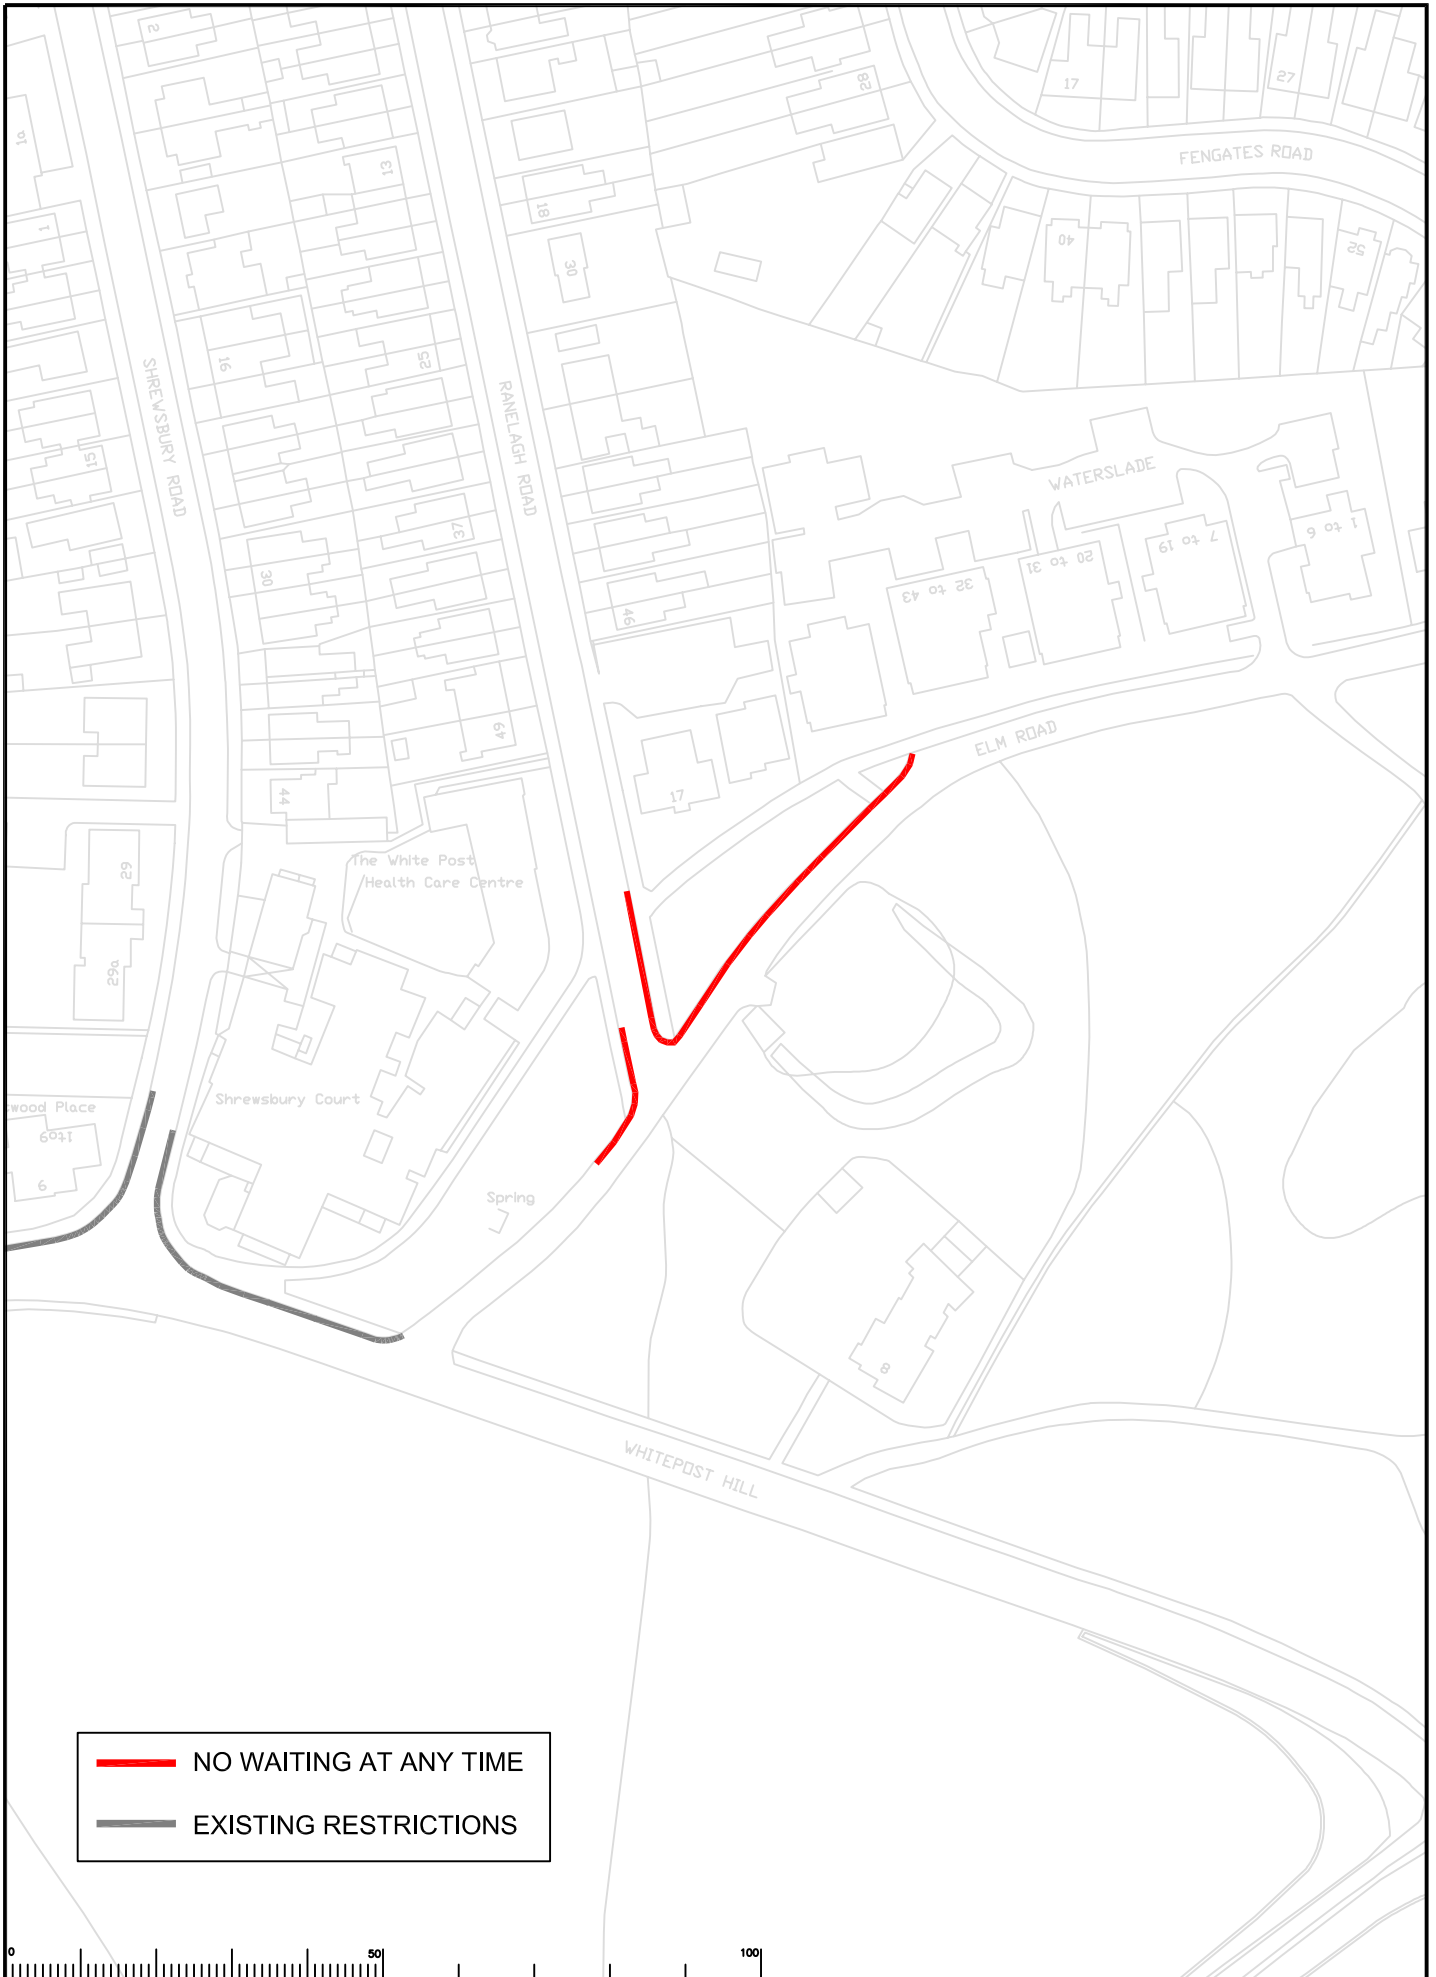 2
28
17
27
1a
FENGATES ROAD
13
18
1
30
40
52
16
25
SHREWSBURY ROAD
RANELAGH ROAD
15
WATERSLADE
37
1 to 6
7 to 19
20 to 31
32 to 43
30
46
49
ELM ROAD
44
17
The White Post
Health Care Centre
29
29a
Shrewsbury Court
wood Place
1to9
6
Spring
8
WHITEPOST HILL
NO WAITING AT ANY TIME
EXISTING RESTRICTIONS
0
50
100